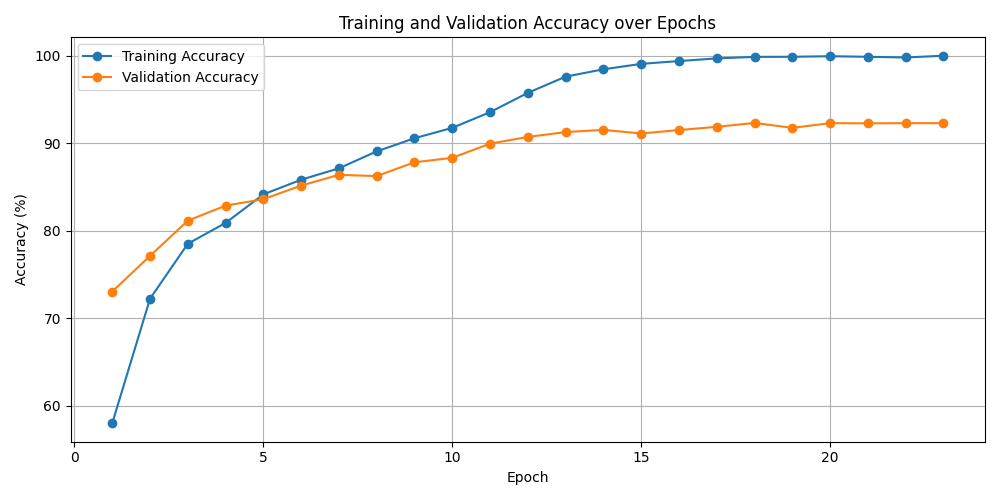 Training and Validation Accuracy over Epochs
Training Accuracy
Validation Accuracy
Accuracy (%)
100
90
80
70
60
0
5
10
15
20
Epoch